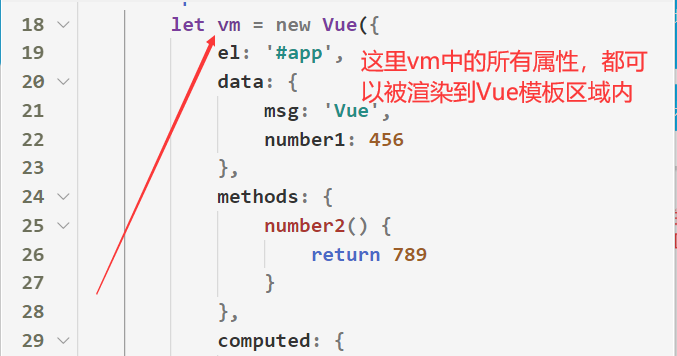 18 let vm = new Vue({
19 el: '#app',
这里vm中的所有属性，都可
20 data: {
以被渲染到Vue模板区域内
21 msg: 'Vue',
22 number1: 456
23 },
24 methods: {
25 number2() {
26 return 789
27 }
28 },
29 computed: {